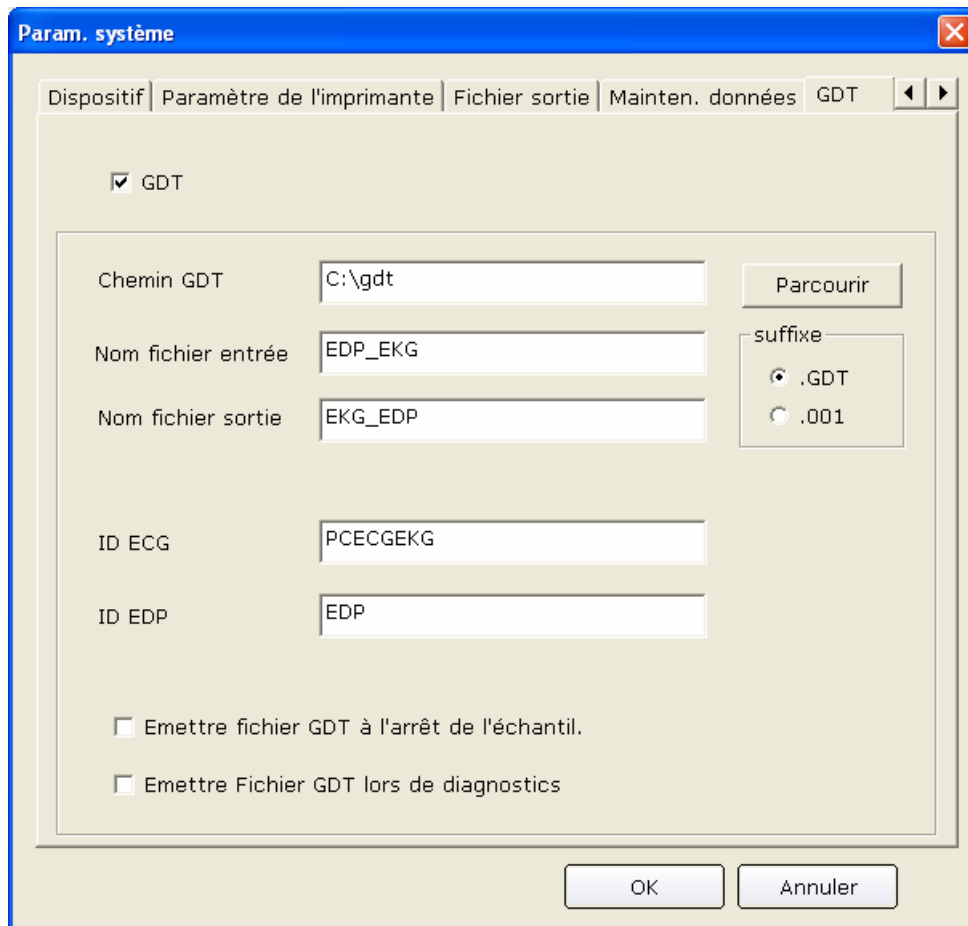 Param. système
Dispositif Paramètre de l'imprimante Fichier sortie Mainten. données GDT
GDT
Chemin GDT C:\gdt Parcourir
Nom fichier entrée EDP_EKG suffixe
.GDT
Nom fichier sortie EKG_EDP .001
ID ECG PCECGEKG
ID EDP EDP
Emettre fichier GDT à l'arrêt de l'échantil.
Emettre Fichier GDT lors de diagnostics
OK Annuler